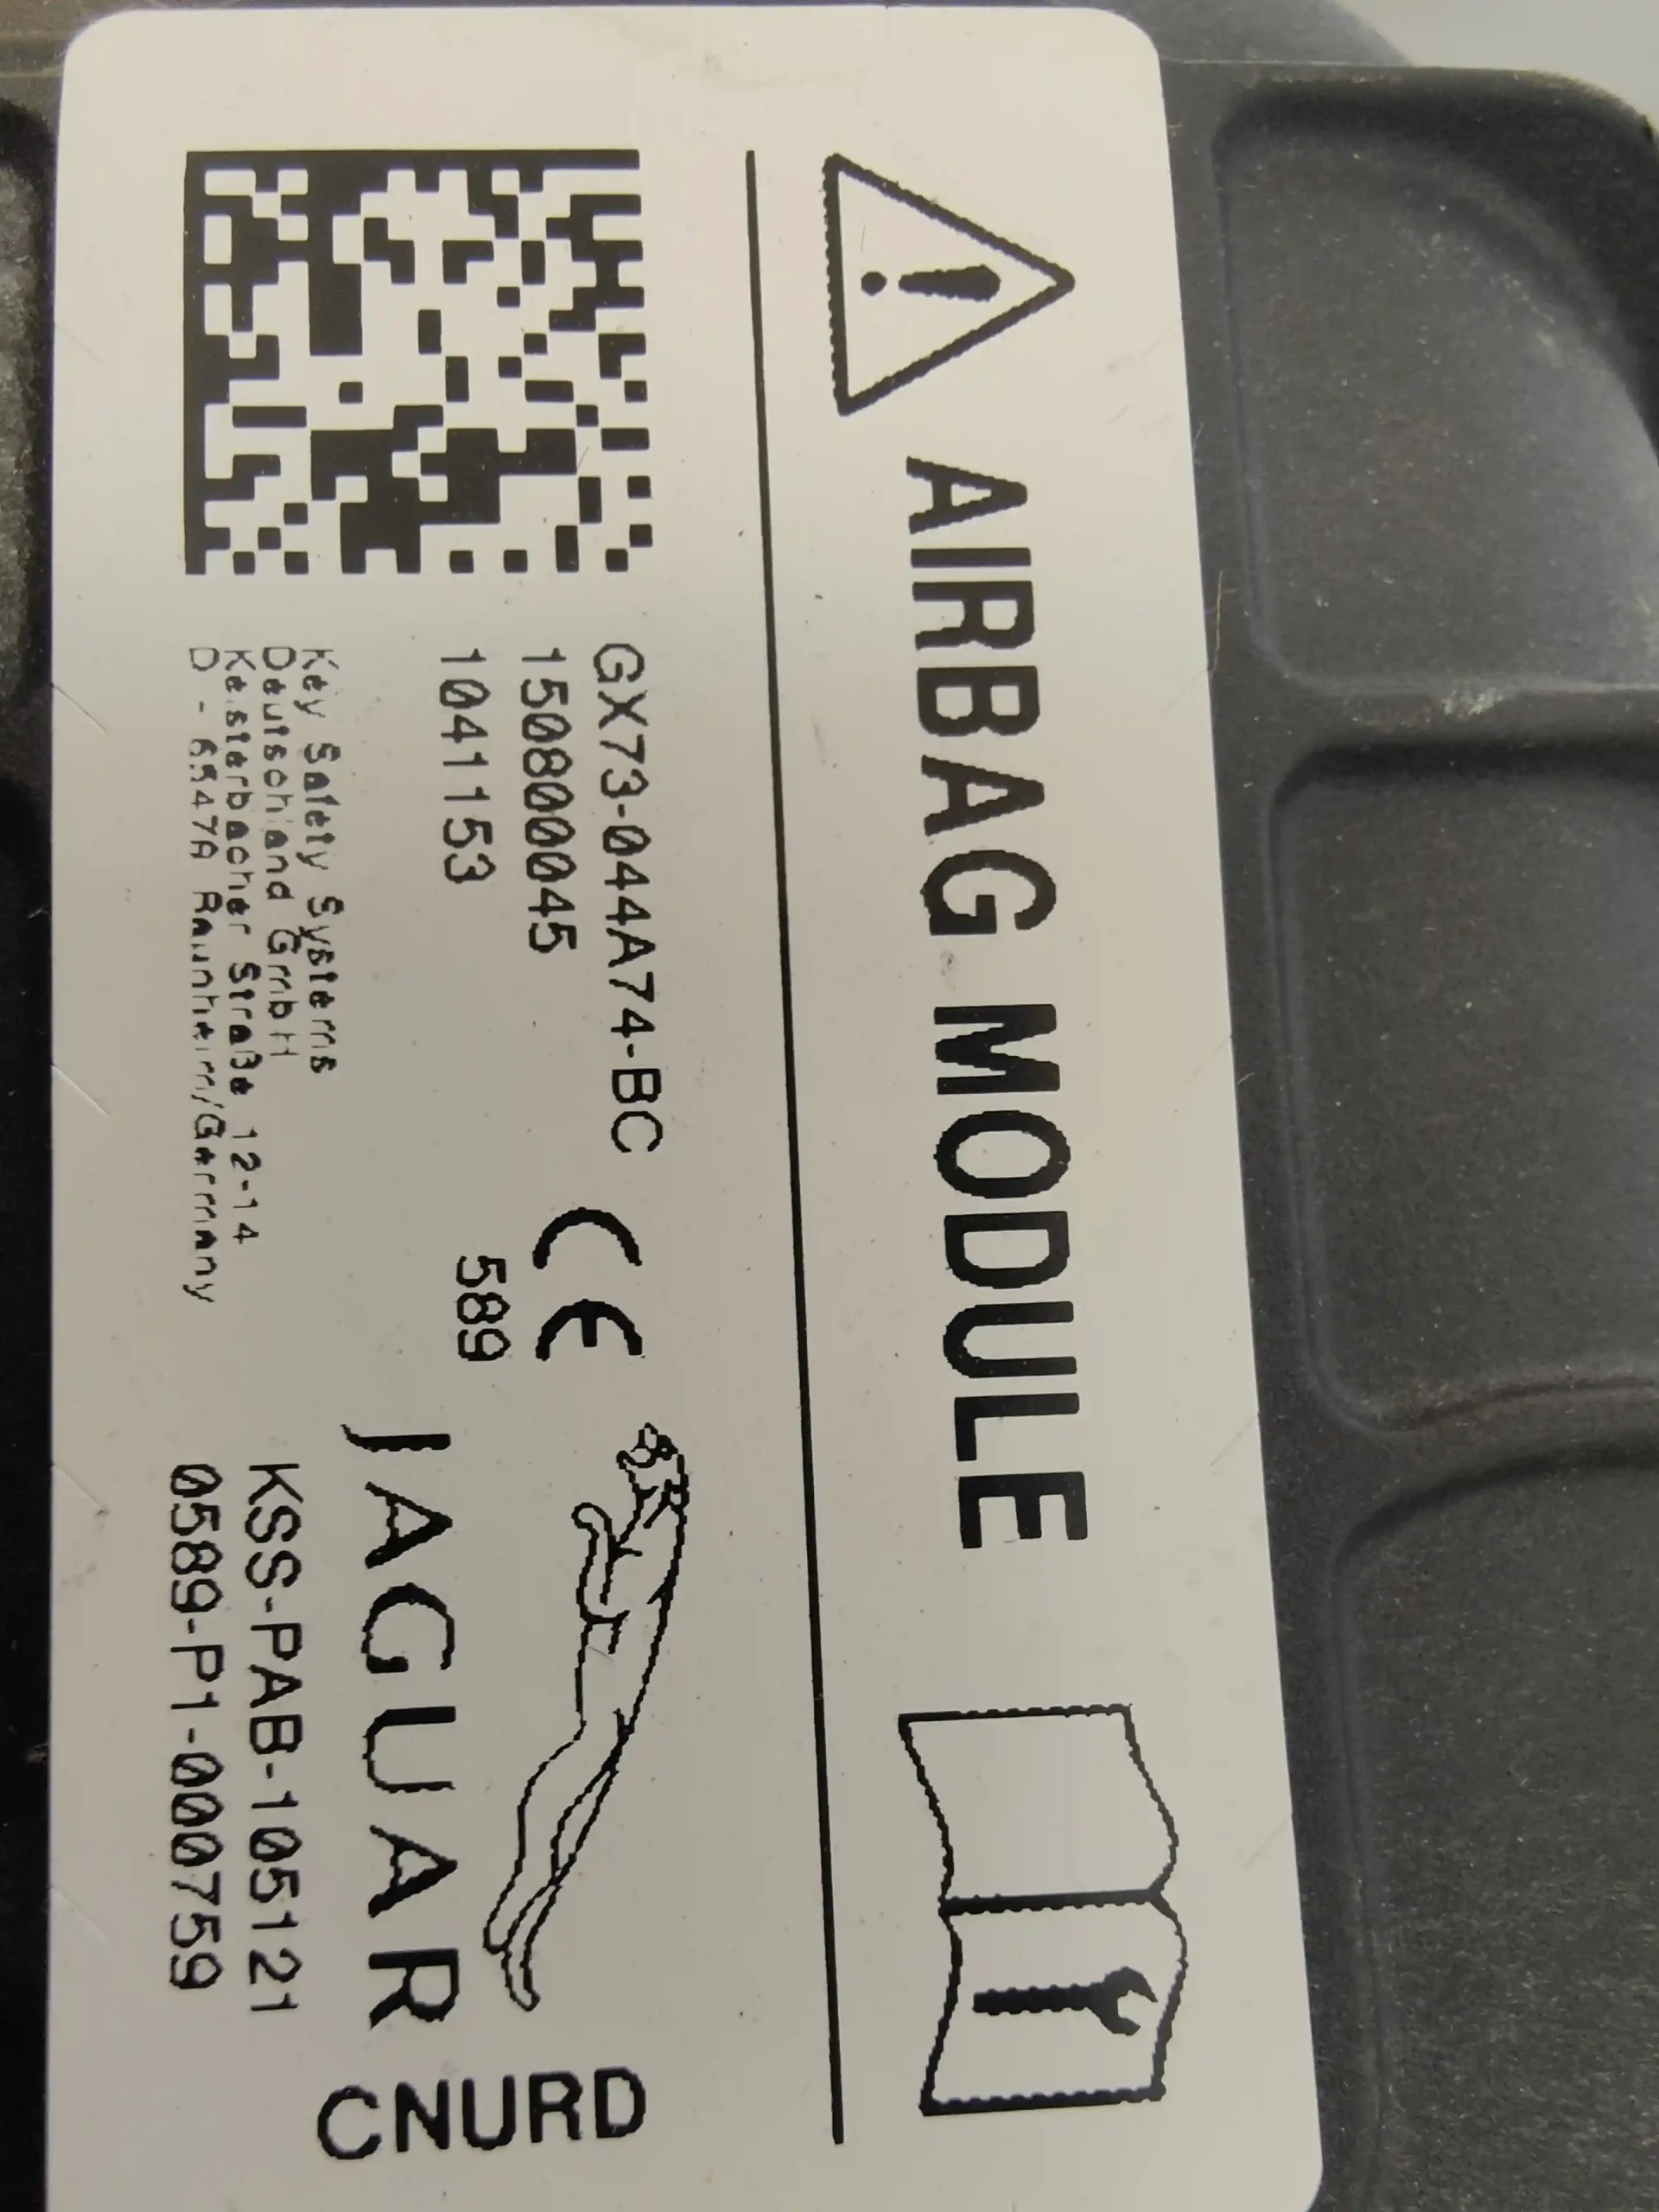 AIRBAG MODULE
GX73-044A74-BC
150800045
1041153
CE
589
Key Safety Systems
Deutschland GmbH
Kelsterbacher Straße 12-14
D - 65479 Raunheim/Germany
JAGUAR
KSS-PAB-105121
0589-P1-000759
CNURD